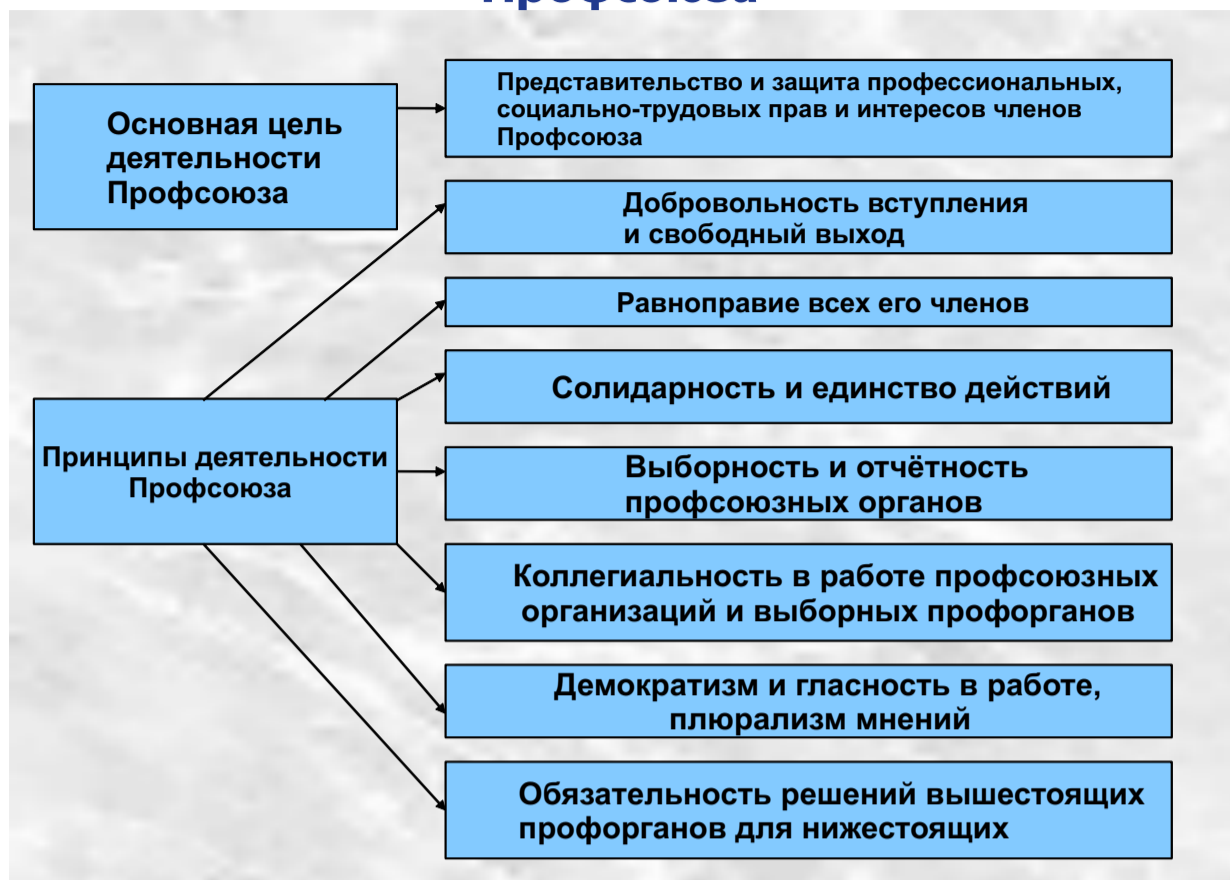 Профсоюза
Основная цель
деятельности
Профсоюза
Представительство и защита профессиональных,
социально-трудовых прав и интересов членов
Профсоюза
Добровольность вступления
и свободный выход
Равноправие всех его членов
Солидарность и единство действий
Принципы деятельности
Профсоюза
Выборность и отчётность
профсоюзных органов
Коллегиальность в работе профсоюзных
организаций и выборных профорганов
Демократизм и гласность в работе,
плюрализм мнений
Обязательность решений вышестоящих
профорганов для нижестоящих